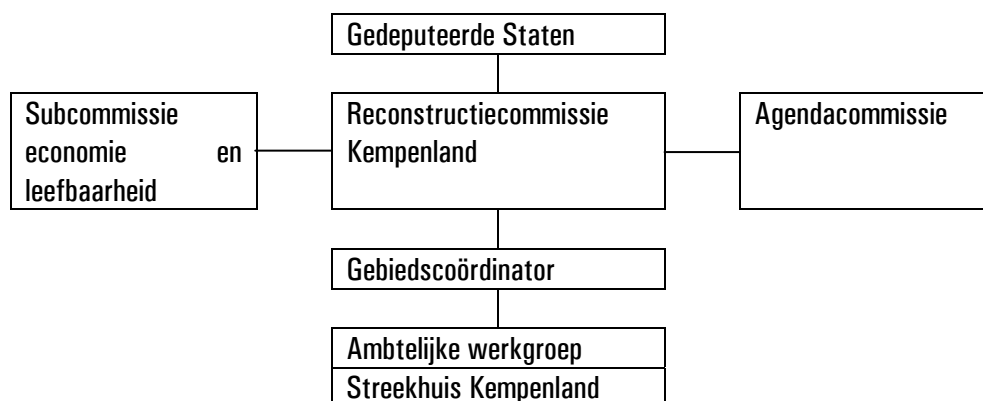 Gedeputeerde Staten
Subcommissie
economie en
leefbaarheid
Reconstructiecommissie
Kempenland
Agendacommissie
Gebiedscoördinator
Ambtelijke werkgroep
Streekhuis Kempenland